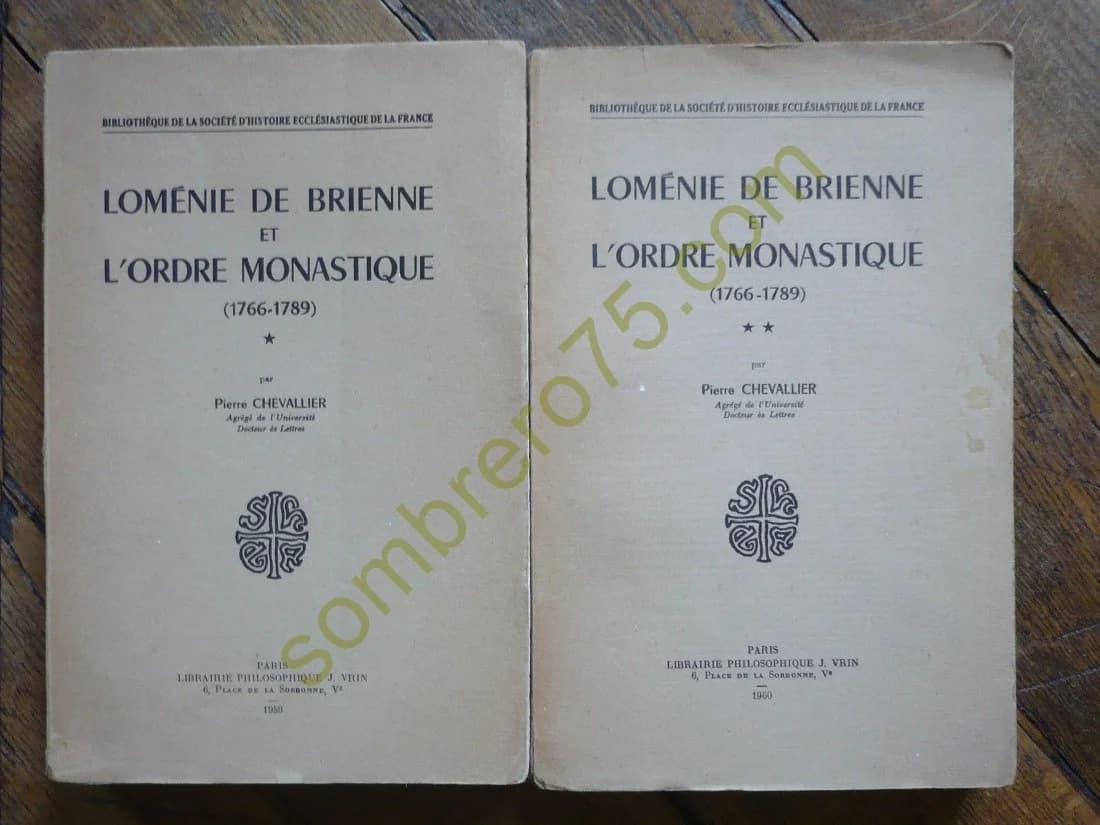 BIBLIOTHÈQUE DE LA SOCIÉTÉ D'HISTOIRE ECCLÉSIASTIQUE DE LA FRANCE
LOMÉNIE DE BRIENNE
ET
L'ORDRE MONASTIQUE
(1766-1789)
★
par
Pierre CHEVALLIER
Agrégé de l'Université
Docteur ès Lettres
PARIS
LIBRAIRIE PHILOSOPHIQUE J. VRIN
6, PLACE DE LA SORBONNE, Ve
BIBLIOTHÈQUE DE LA SOCIÉTÉ D'HISTOIRE ECCLÉSIASTIQUE DE LA FRANCE
LOMÉNIE DE BRIENNE
ET
L'ORDRE MONASTIQUE
(1766-1789)
★ ★
par
Pierre CHEVALLIER
Agrégé de l'Université
Docteur ès Lettres
PARIS
LIBRAIRIE PHILOSOPHIQUE J. VRIN
6, PLACE DE LA SORBONNE, Ve
1960
sombrero75.com